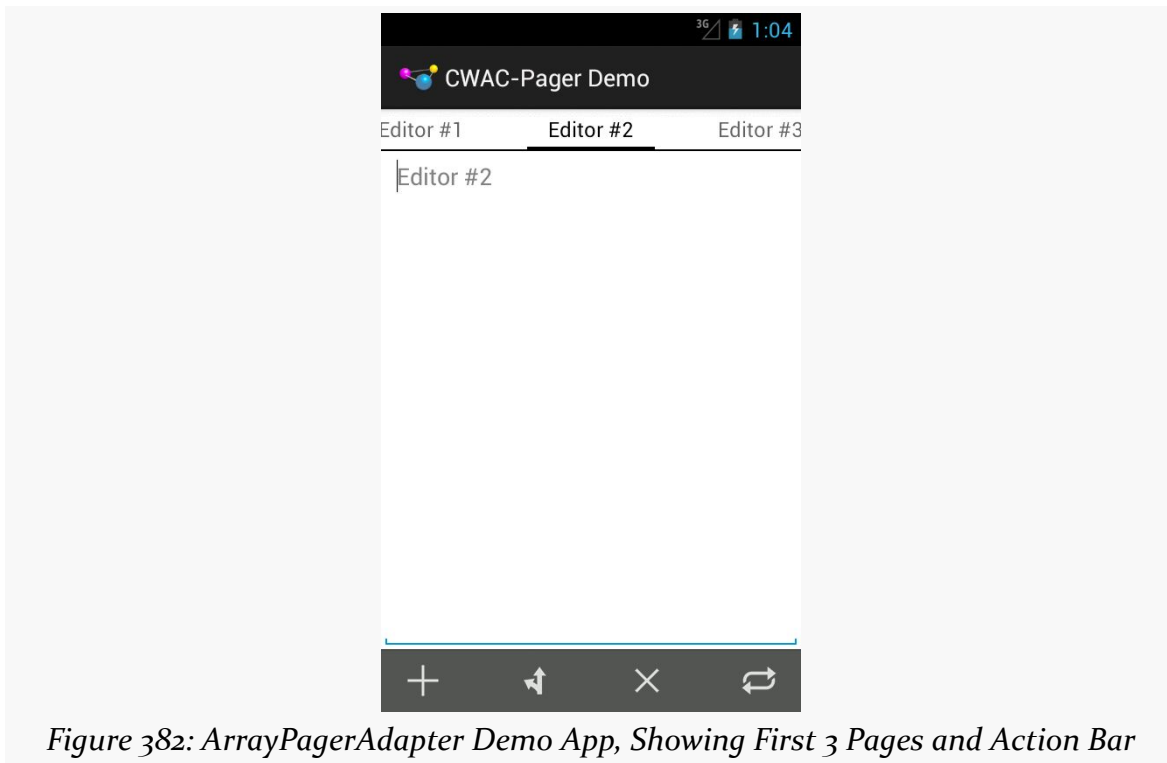 3G 1:04
CWAC-Pager Demo
Editor #1 Editor #2 Editor #3
Editor #2
Figure 382: ArrayPagerAdapter Demo App, Showing First 3 Pages and Action Bar